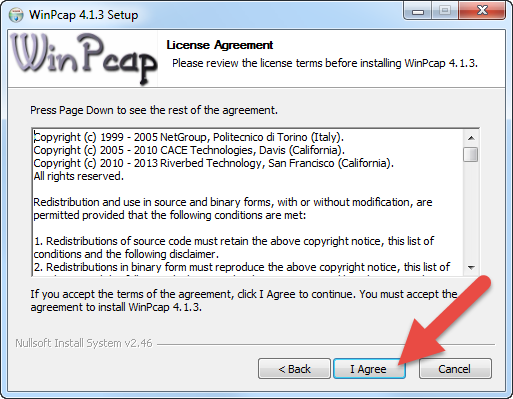 WinPcap 4.1.3 Setup
WinPcap
License Agreement
Please review the license terms before installing WinPcap 4.1.3.
Press Page Down to see the rest of the agreement.
Copyright (c) 1999 - 2005 NetGroup, Politecnico di Torino (Italy).
Copyright (c) 2005 - 2010 CACE Technologies, Davis (California).
Copyright (c) 2010 - 2013 Riverbed Technology, San Francisco (California).
All rights reserved.
Redistribution and use in source and binary forms, with or without modification, are
permitted provided that the following conditions are met:
1. Redistributions of source code must retain the above copyright notice, this list of
conditions and the following disclaimer.
2. Redistributions in binary form must reproduce the above copyright notice, this list of
If you accept the terms of the agreement, click I Agree to continue. You must accept the
agreement to install WinPcap 4.1.3.
Nullsoft Install System v2.46
< Back
I Agree
Cancel